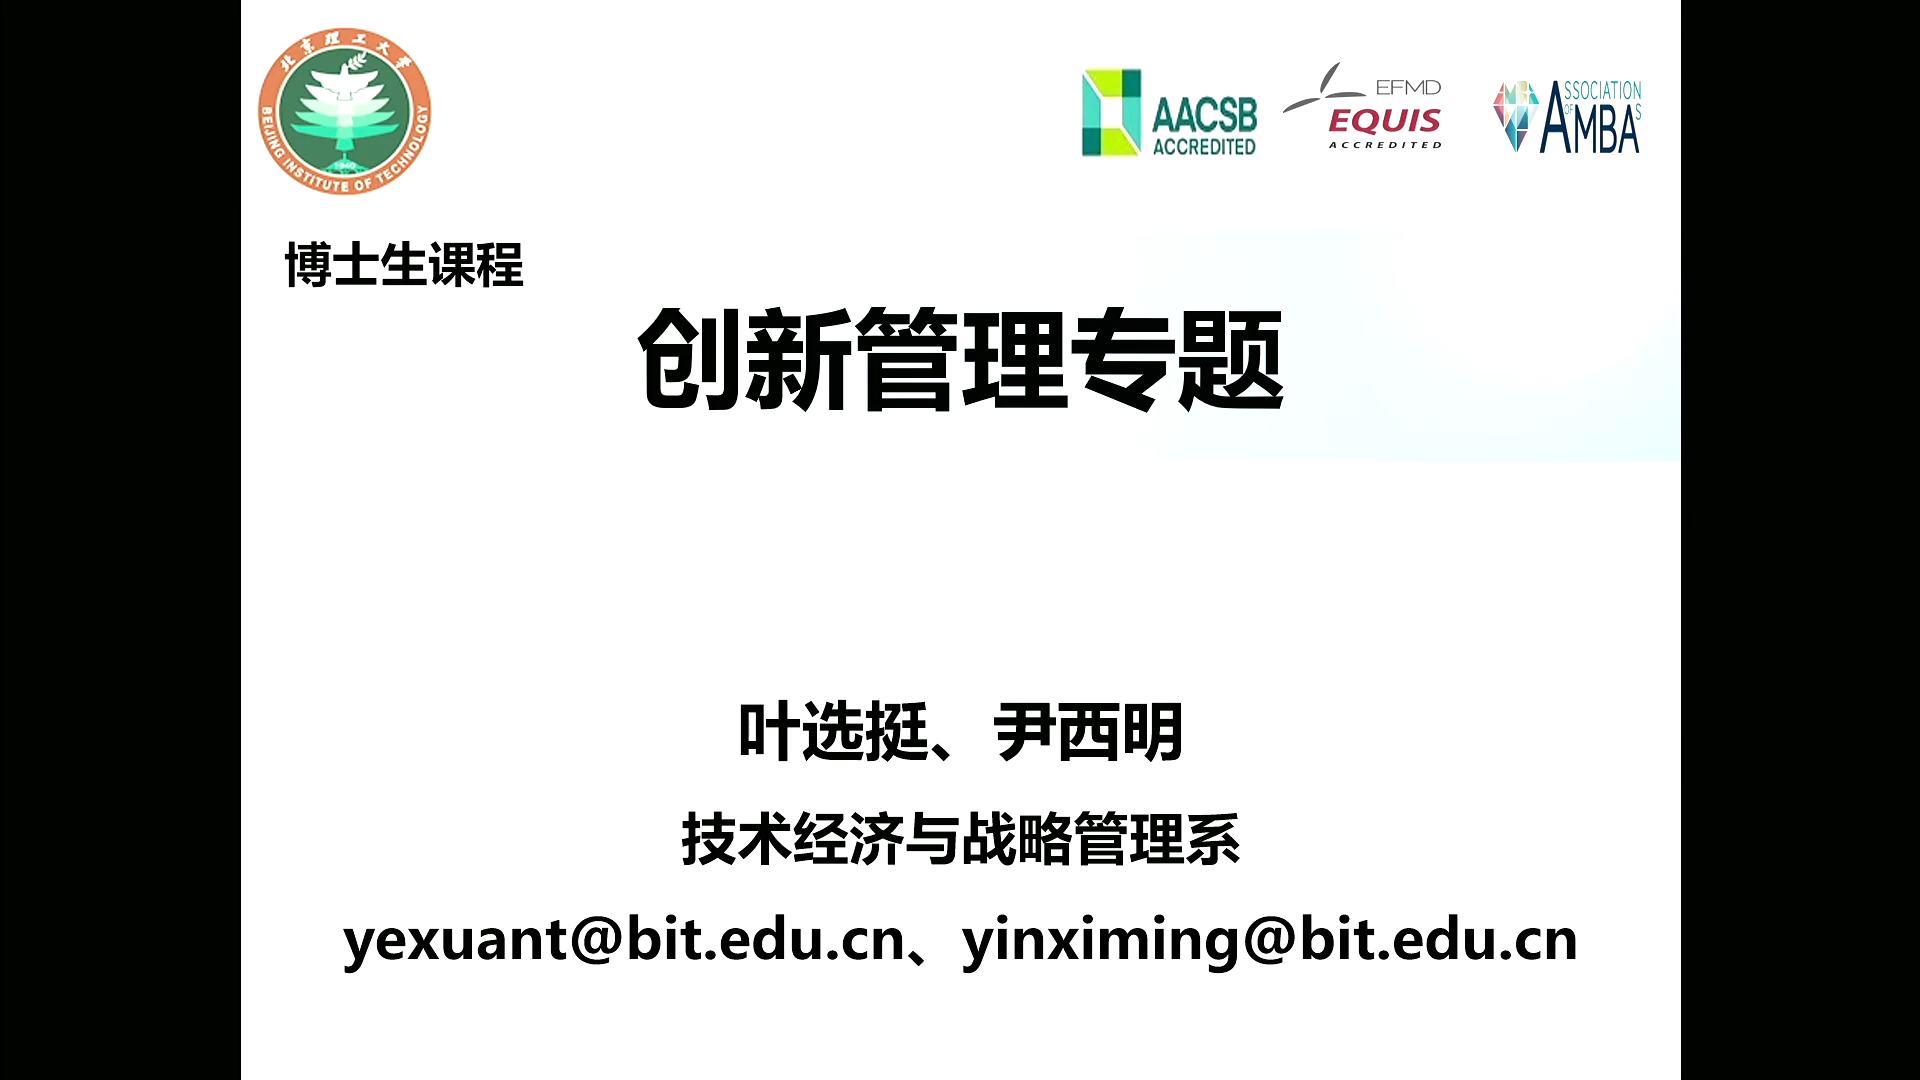 北京理工大学
BEIJING INSTITUTE OF TECHNOLOGY
1940
AACSB
ACCREDITED
EFMD
EQUIS
ACCREDITED
ASSOCIATION
OF
AMBAS
博士生课程
创新管理专题
叶选挺、尹西明
技术经济与战略管理系
yexuant@bit.edu.cn、yinximing@bit.edu.cn